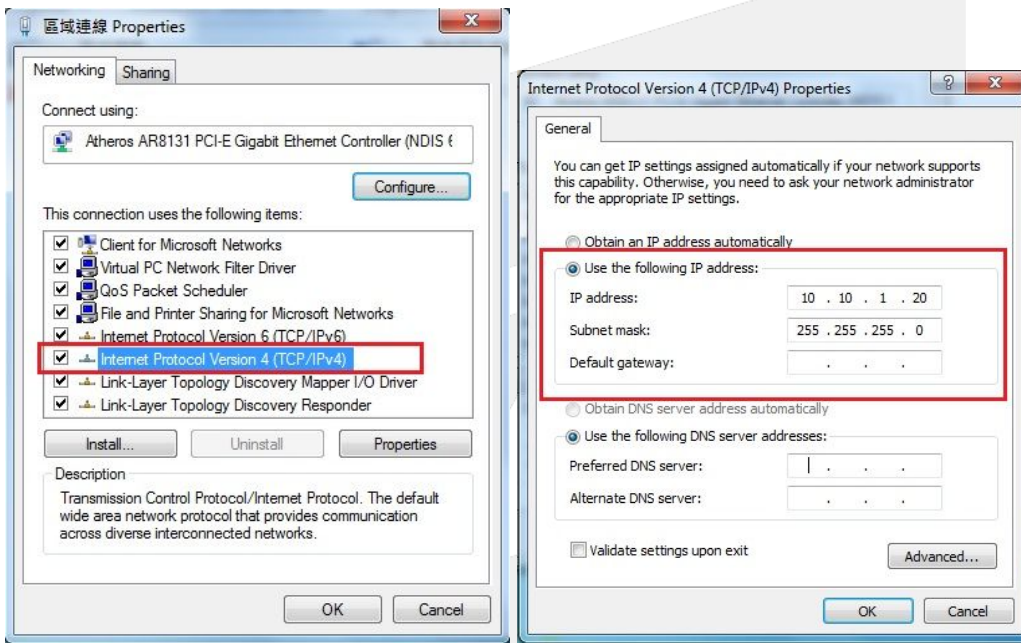 區域連線 Properties
Networking
Sharing
Connect using:
Atheros AR8131 PCI-E Gigabit Ethernet Controller (NDIS 6
Configure...
This connection uses the following items:
Client for Microsoft Networks
Virtual PC Network Filter Driver
QoS Packet Scheduler
File and Printer Sharing for Microsoft Networks
Internet Protocol Version 6 (TCP/IPv6)
Internet Protocol Version 4 (TCP/IPv4)
Link-Layer Topology Discovery Mapper I/O Driver
Link-Layer Topology Discovery Responder
Install...
Uninstall
Properties
Description
Transmission Control Protocol/Internet Protocol. The default
wide area network protocol that provides communication
across diverse interconnected networks.
OK
Cancel
Internet Protocol Version 4 (TCP/IPv4) Properties
General
You can get IP settings assigned automatically if your network supports
this capability. Otherwise, you need to ask your network administrator
for the appropriate IP settings.
Obtain an IP address automatically
Use the following IP address:
IP address: 10 . 10 . 1 . 20
Subnet mask: 255 . 255 . 255 . 0
Default gateway: . . .
Obtain DNS server address automatically
Use the following DNS server addresses:
Preferred DNS server: . . .
Alternate DNS server: . . .
Validate settings upon exit
Advanced...
OK
Cancel